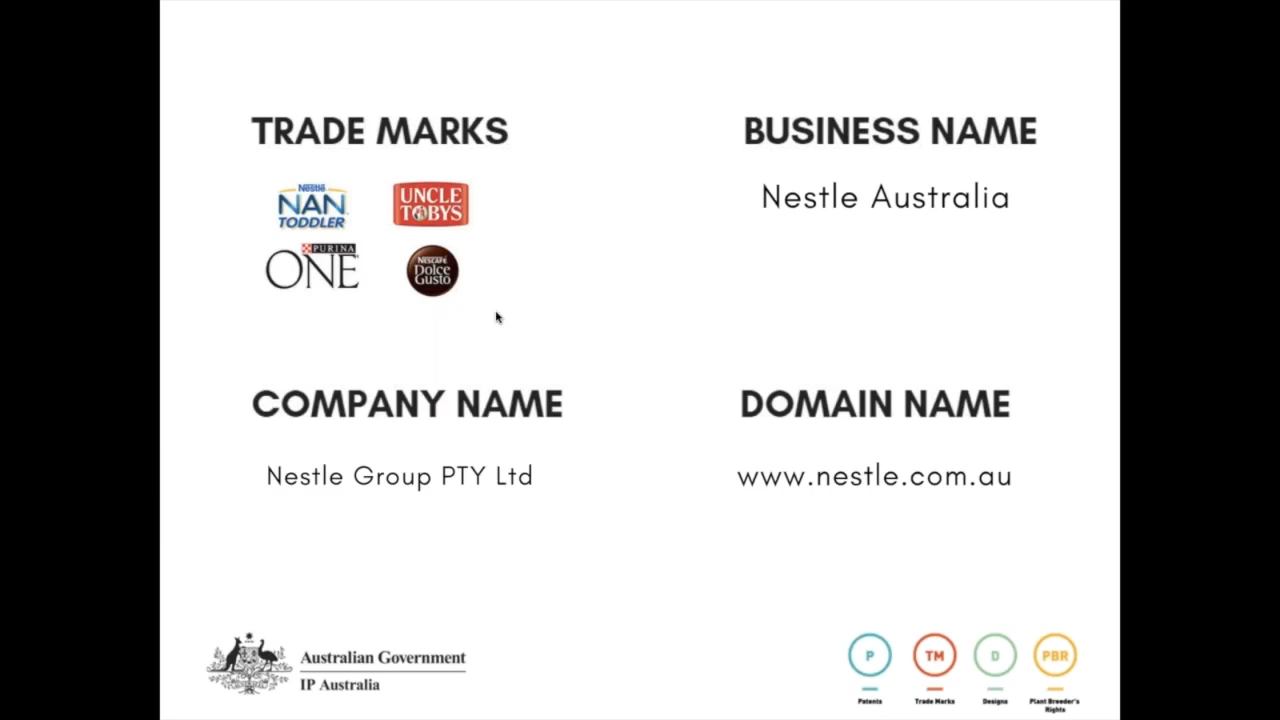 TRADE MARKS
Nestle
NAN
TODDLER
UNCLE
TOBYS
PURINA
ONE
NESCAFÉ
DOLCE
GUSTO
BUSINESS NAME
Nestle Australia
COMPANY NAME
Nestle Group PTY Ltd
DOMAIN NAME
www.nestle.com.au
Australian Government
IP Australia
P
Patents
TM
Trade Marks
D
Designs
PBR
Plant Breeder's
Rights